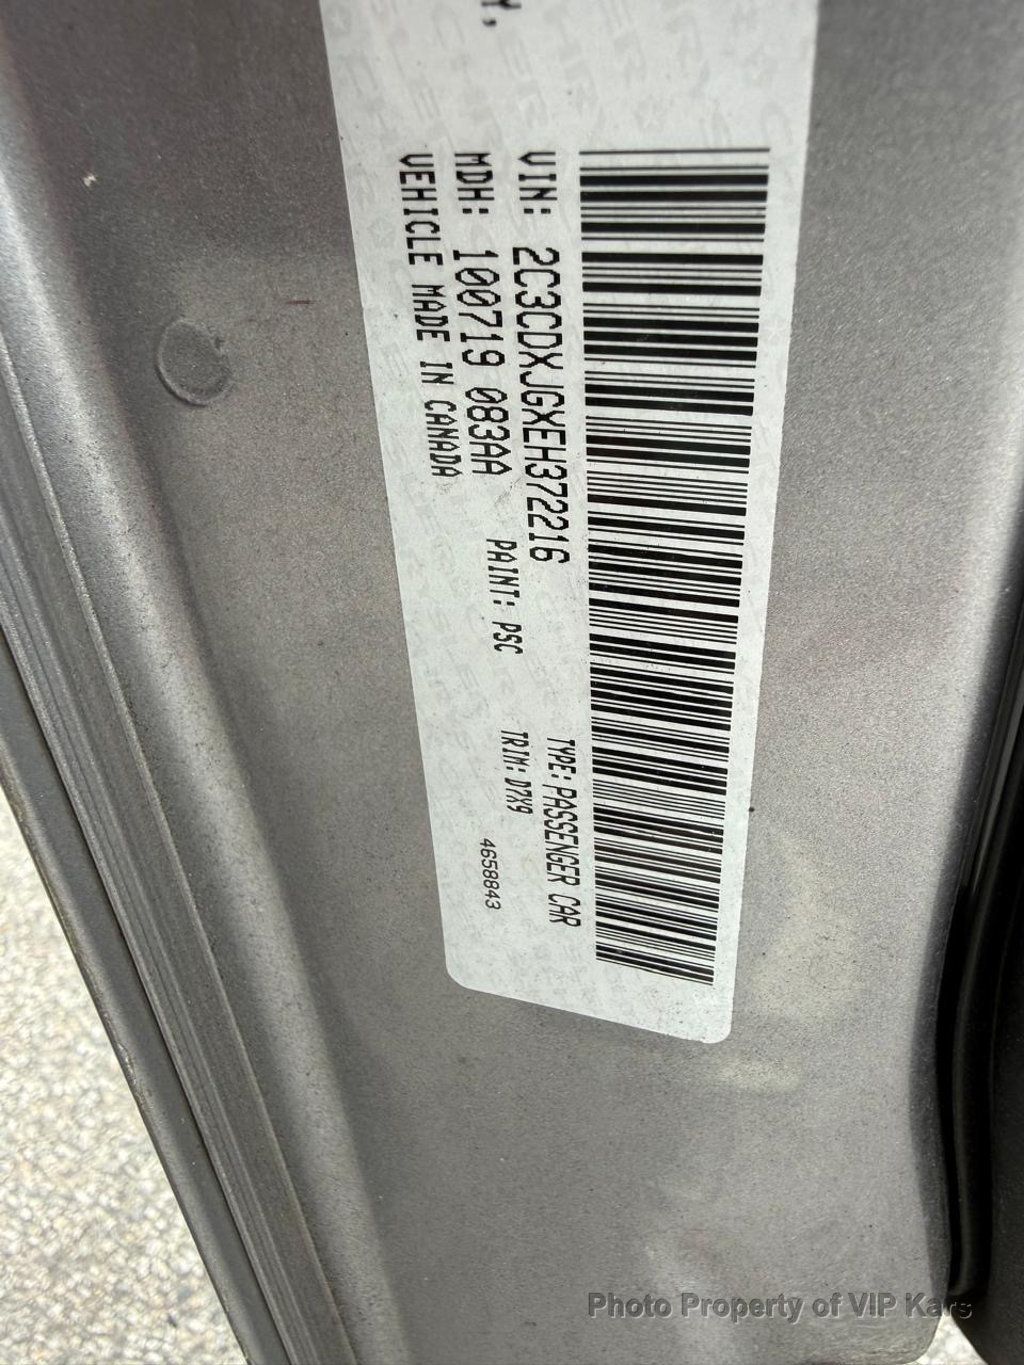 VIN: 2C3CDXJGXEH372216
TYPE: PASSENGER CAR
MDH: 100719 083AA
PAINT: PSC
TRIM: D7X9
VEHICLE MADE IN CANADA
4658843
Photo Property of VIP Kars